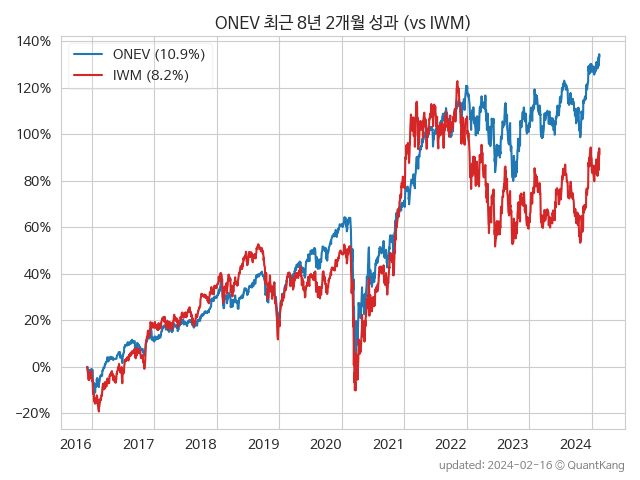 ONEV 최근 8년 2개월 성과 (vs IWM)
140%
120%
100%
80%
60%
40%
20%
0%
−20%
ONEV (10.9%)
IWM (8.2%)
2016 2017 2018 2019 2020 2021 2022 2023 2024
updated: 2024-02-16 © QuantKang